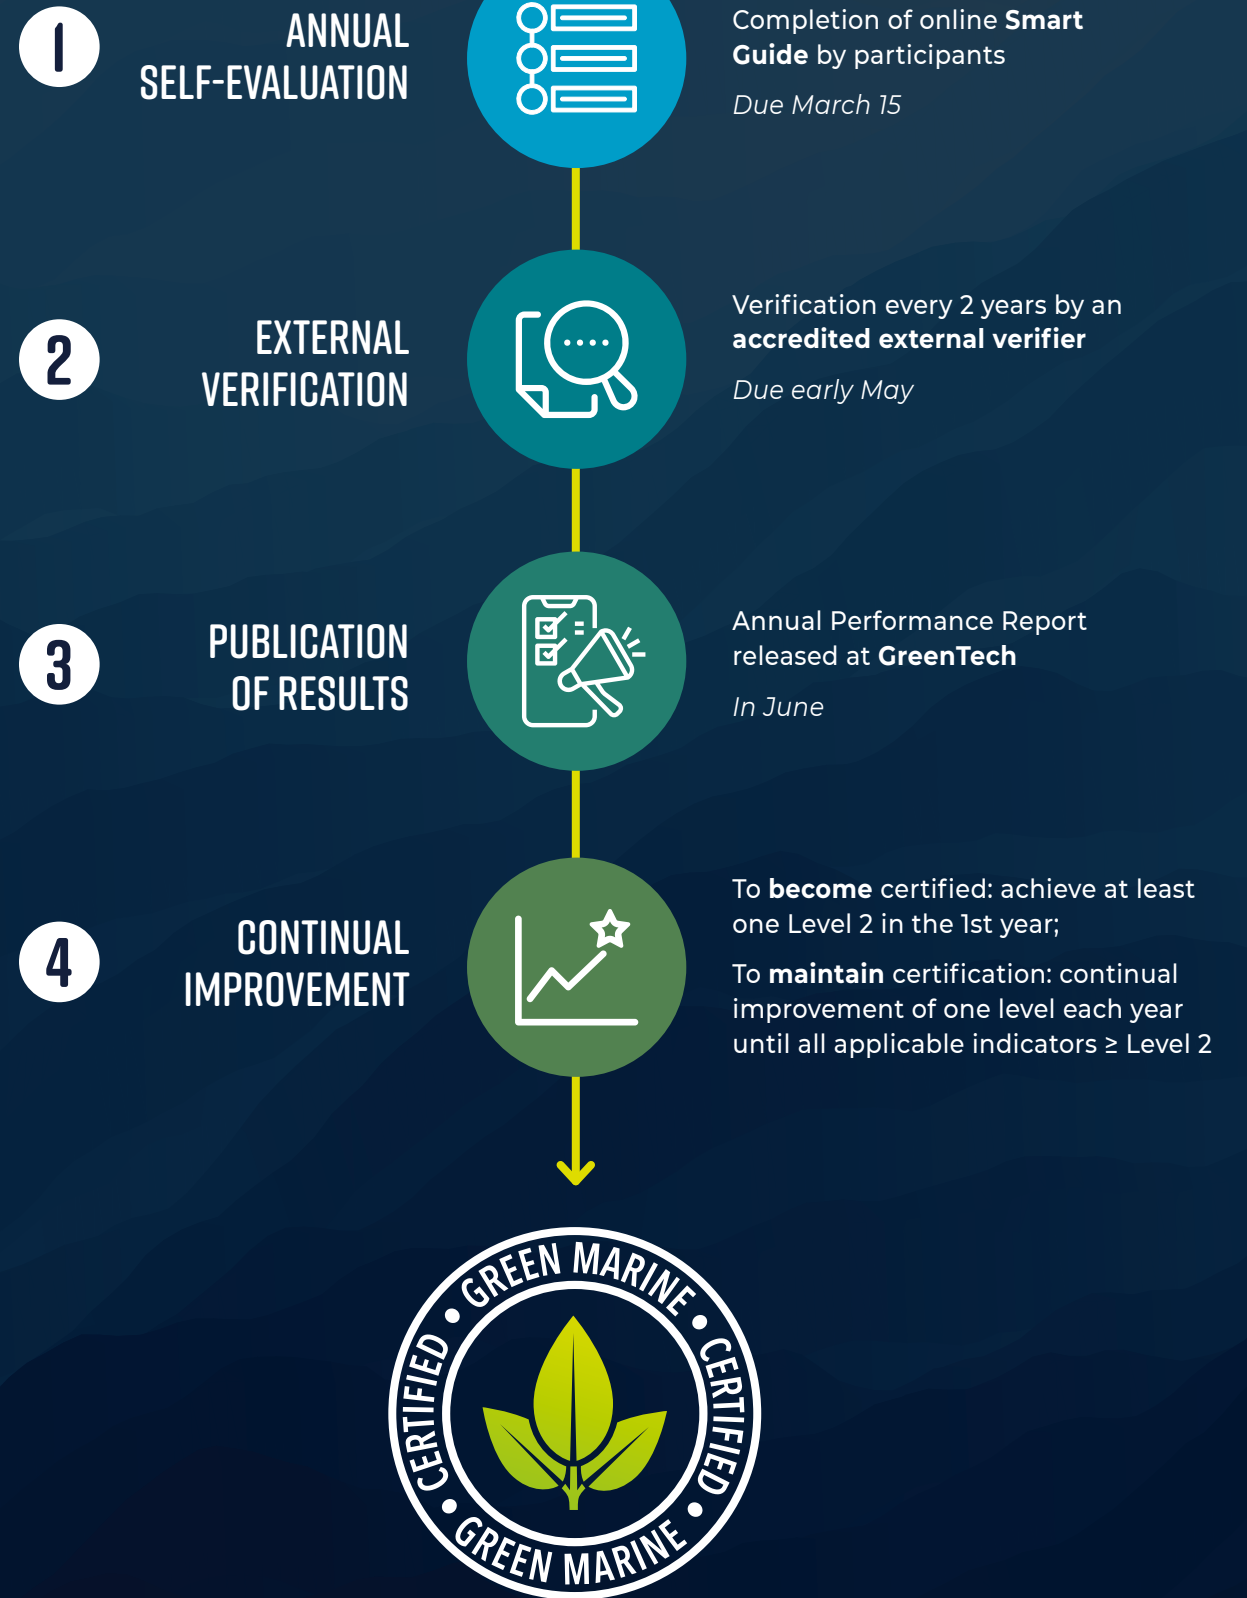 1
ANNUAL
SELF-EVALUATION
Completion of online Smart
Guide by participants
Due March 15
2
EXTERNAL
VERIFICATION
Verification every 2 years by an
accredited external verifier
Due early May
3
PUBLICATION
OF RESULTS
Annual Performance Report
released at GreenTech
In June
4
CONTINUAL
IMPROVEMENT
To become certified: achieve at least
one Level 2 in the 1st year;
To maintain certification: continual
improvement of one level each year
until all applicable indicators ≥ Level 2
GREEN MARINE • CERTIFIED • GREEN MARINE • CERTIFIED •